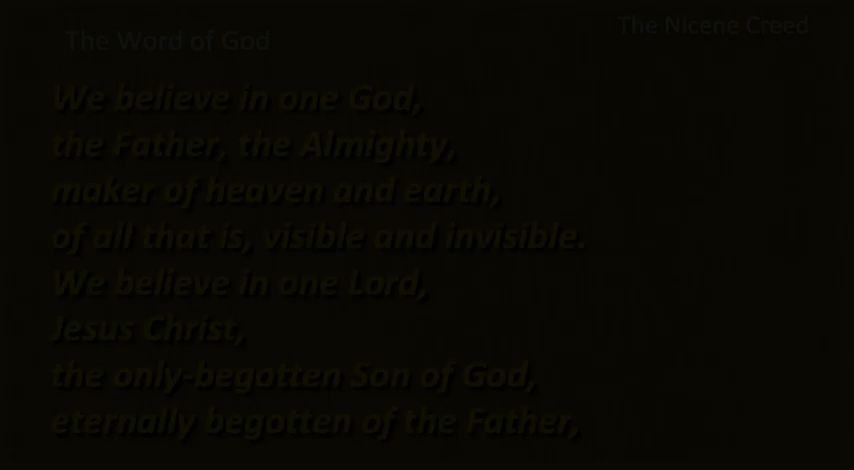 The Nicene Creed
The Word of God
We believe in one God,
the Father, the Almighty,
maker of heaven and earth,
of all that is, visible and invisible.
We believe in one Lord,
Jesus Christ,
the only-begotten Son of God,
eternally begotten of the Father,